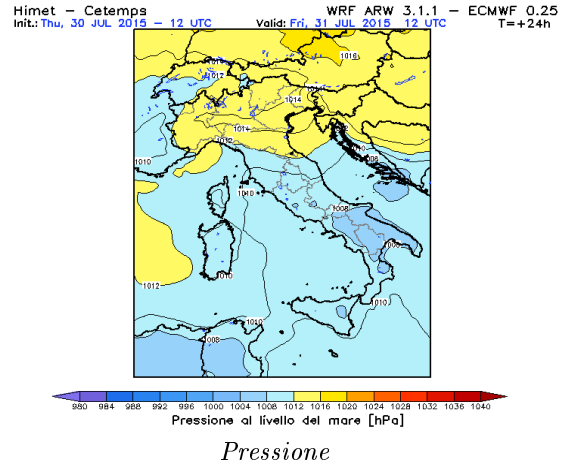 Himet – Cetemps WRF ARW 3.1.1 – ECMWF 0.25
Init.: Thu, 30 JUL 2015 – 12 UTC Valid: Fri, 31 JUL 2015 12 UTC T=+24h
1016
1012
1014
1014
1012
1010
1010
1008
1010
1012
1010
1010
1008
980 984 988 992 996 1000 1004 1008 1012 1016 1020 1024 1028 1032 1036 1040
Pressione al livello del mare [hPa]
Pressione